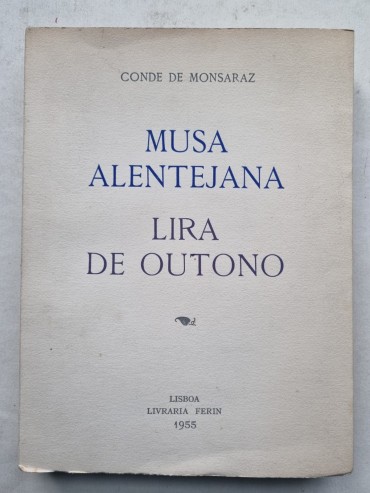 CONDE DE MONSARAZ
MUSA
ALENTEJANA
LIRA
DE OUTONO
LISBOA
LIVRARIA FERIN
1955